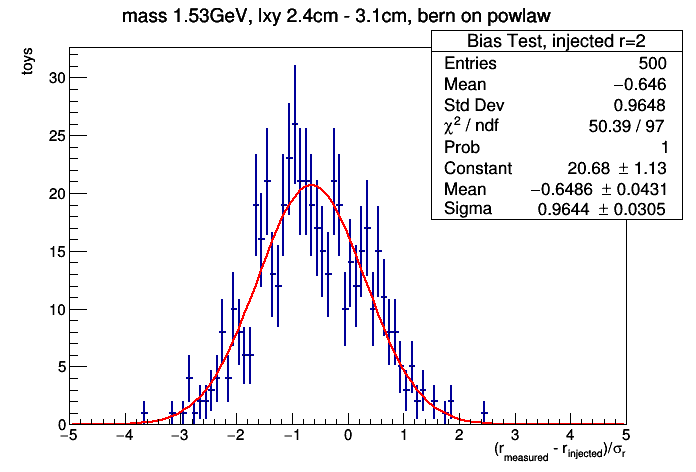 mass 1.53GeV, lxy 2.4cm - 3.1cm, bern on powlaw
Bias Test, injected r=2
Entries 500
Mean −0.646
Std Dev 0.9648
χ² / ndf 50.39 / 97
Prob 1
Constant 20.68 ± 1.13
Mean −0.6486 ± 0.0431
Sigma 0.9644 ± 0.0305
toys
30
25
20
15
10
5
0
−5 −4 −3 −2 −1 0 1 2 3 4 5
(r_measured - r_injected)/σ_r